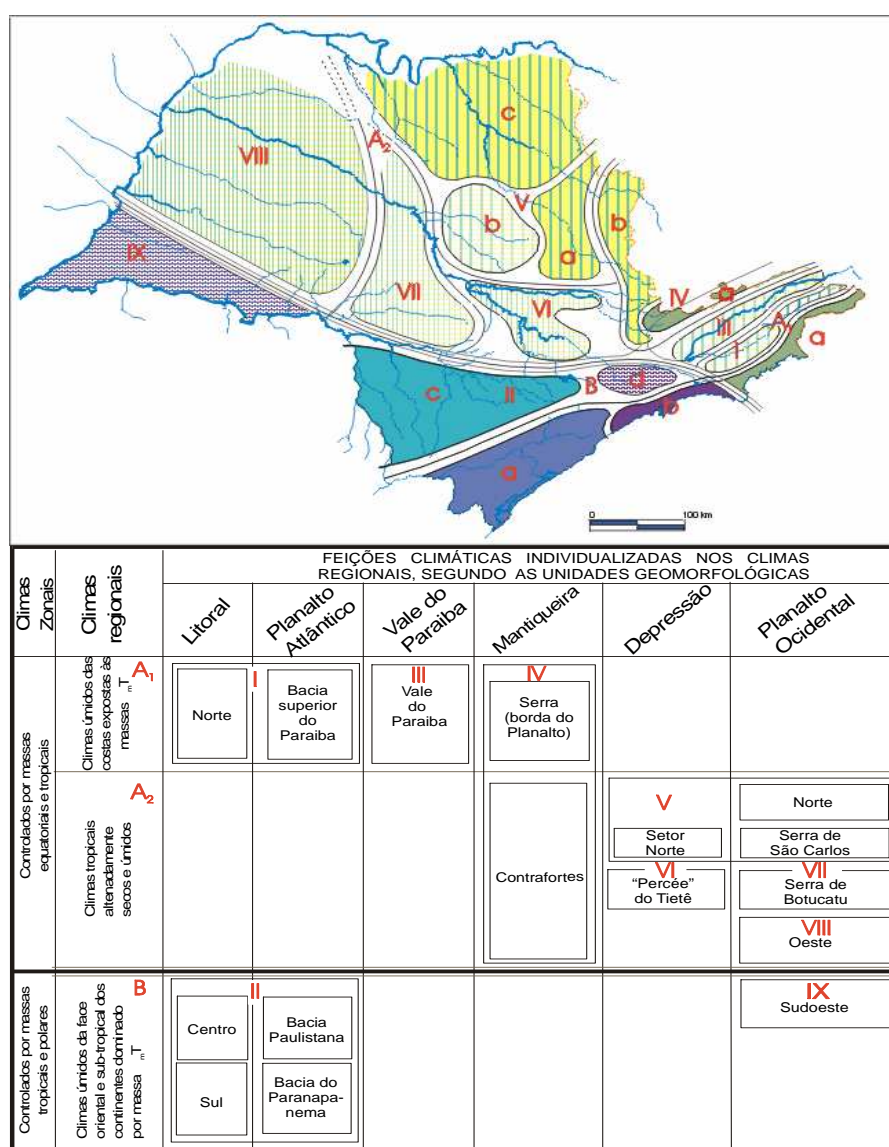 c
A2
VIII
V
b
b
a
IX
IV
a
VII
VI
III
A1
a
I
B
d
c
II
b
a
0 100 km
FEIÇÕES CLIMÁTICAS INDIVIDUALIZADAS NOS CLIMAS
REGIONAIS, SEGUNDO AS UNIDADES GEOMORFOLÓGICAS
Climas
Zonais
Climas
regionais
Litoral
Planalto
Atlântico
Vale do
Paraiba
Mantiqueira
Depressão
Planalto
Ocidental
Controlados por massas
equatoriais e tropicais
Climas úmidos das
costas expostas às
massas mT
A1
I
Norte
Bacia
superior
do
Paraiba
III
Vale
do
Paraiba
IV
Serra
(borda do
Planalto)
Climas tropicais
altenadamente
secos e úmidos
A2
Contrafortes
V
Setor
Norte
VI
"Percée"
do Tietê
Norte
Serra de
São Carlos
VII
Serra de
Botucatu
VIII
Oeste
Controlados por massas
tropicais e polares
Climas úmidos da face
oriental e sub-tropical dos
continentes dominado
por massa mT
B
II
Centro
Bacia
Paulistana
Sul
Bacia do
Paranapa-
nema
IX
Sudoeste